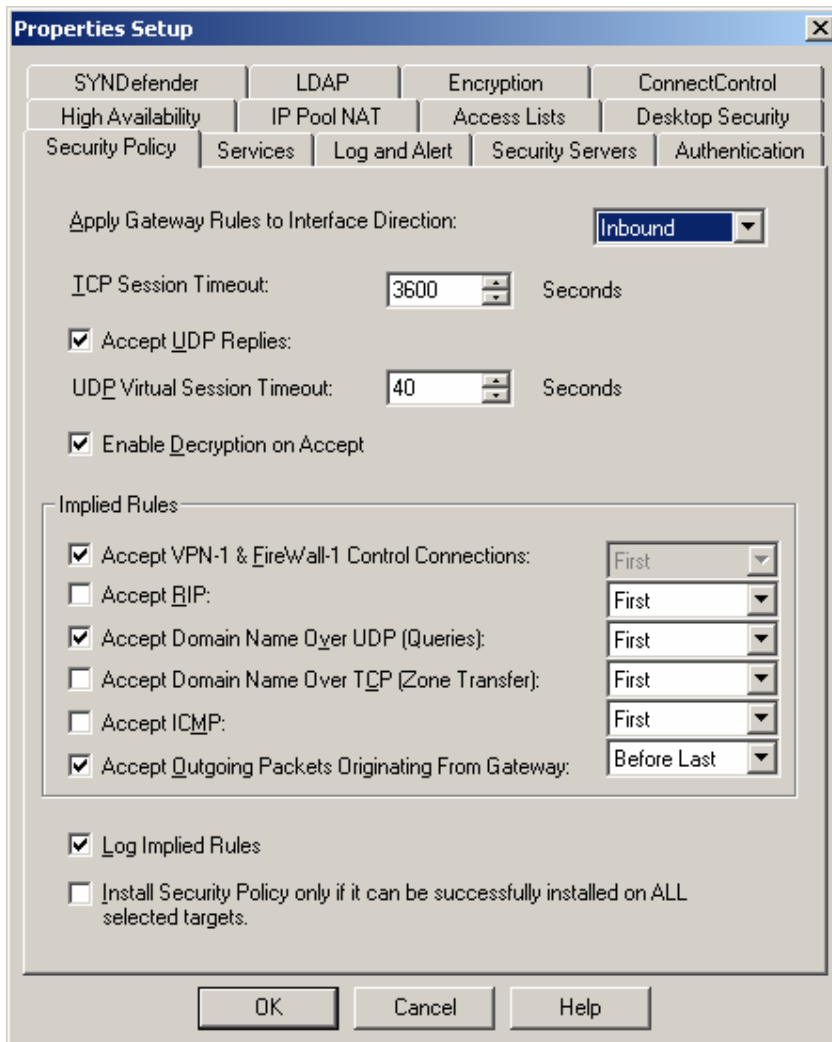 Properties Setup
SYNDefender LDAP Encryption ConnectControl
High Availability IP Pool NAT Access Lists Desktop Security
Security Policy Services Log and Alert Security Servers Authentication
Apply Gateway Rules to Interface Direction: Inbound
TCP Session Timeout: 3600 Seconds
Accept UDP Replies:
UDP Virtual Session Timeout: 40 Seconds
Enable Decryption on Accept
Implied Rules
Accept VPN-1 & FireWall-1 Control Connections: First
Accept RIP: First
Accept Domain Name Over UDP (Queries): First
Accept Domain Name Over TCP (Zone Transfer): First
Accept ICMP: First
Accept Outgoing Packets Originating From Gateway: Before Last
Log Implied Rules
Install Security Policy only if it can be successfully installed on ALL
selected targets.
OK Cancel Help